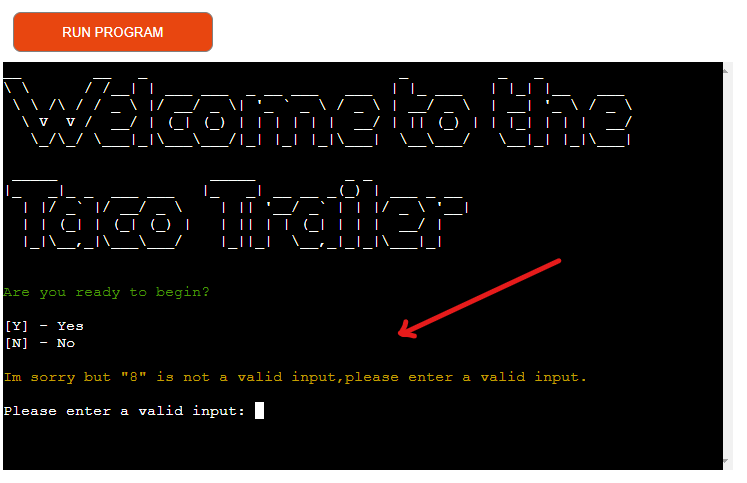 RUN PROGRAM
Welcome to the
Taco Trailer
Are you ready to begin?
[Y] - Yes
[N] - No
Im sorry but "8" is not a valid input,please enter a valid input.
Please enter a valid input: